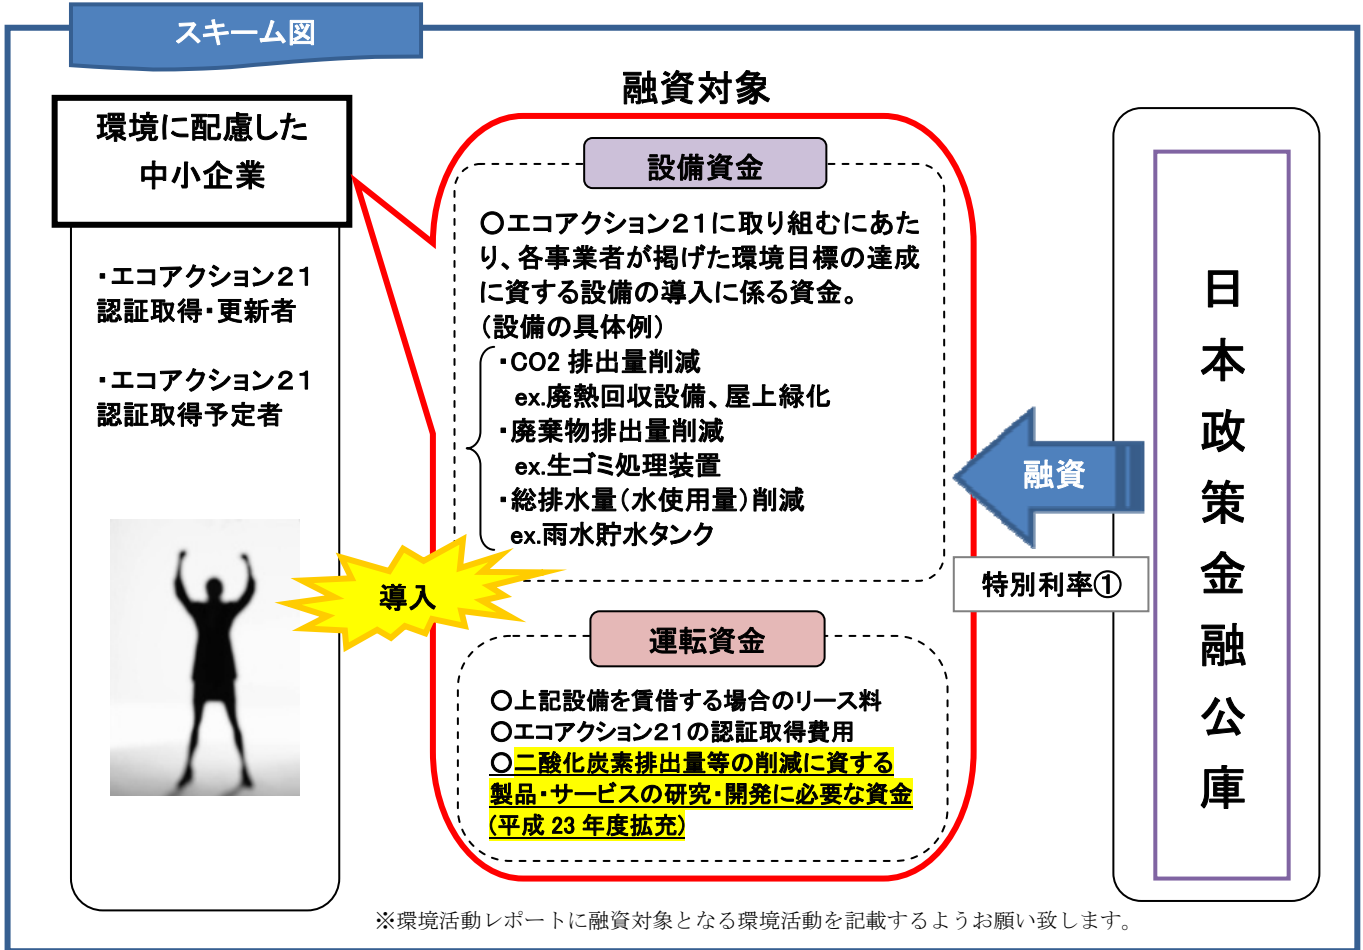 スキーム図
環境に配慮した
中小企業
・エコアクション２１
認証取得・更新者
・エコアクション２１
認証取得予定者
導入
融資対象
設備資金
○エコアクション２１に取り組むにあた
り、各事業者が掲げた環境目標の達成
に資する設備の導入に係る資金。
（設備の具体例）
・CO2 排出量削減
ex.廃熱回収設備、屋上緑化
・廃棄物排出量削減
ex.生ゴミ処理装置
・総排水量（水使用量）削減
ex.雨水貯水タンク
運転資金
○上記設備を賃借する場合のリース料
○エコアクション２１の認証取得費用
○二酸化炭素排出量等の削減に資する
製品・サービスの研究・開発に必要な資金
(平成 23 年度拡充)
融資
特別利率①
日本政策金融公庫
※環境活動レポートに融資対象となる環境活動を記載するようお願い致します。